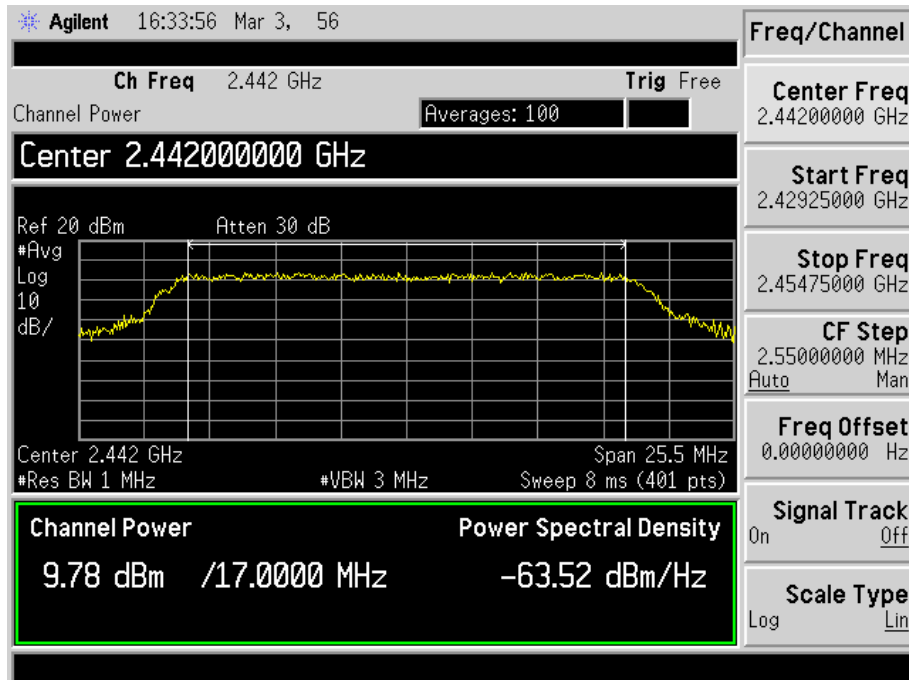 Agilent 16:33:56 Mar 3, 56
Ch Freq 2.442 GHz Trig Free
Channel Power Averages: 100
Center 2.442000000 GHz
Ref 20 dBm Atten 30 dB
#Avg
Log
10
dB/
Center 2.442 GHz Span 25.5 MHz
#Res BW 1 MHz #VBW 3 MHz Sweep 8 ms (401 pts)
Channel Power Power Spectral Density
9.78 dBm /17.0000 MHz -63.52 dBm/Hz
Freq/Channel
Center Freq
2.44200000 GHz
Start Freq
2.42925000 GHz
Stop Freq
2.45475000 GHz
CF Step
2.55000000 MHz
Auto Man
Freq Offset
0.00000000 Hz
Signal Track
On Off
Scale Type
Log Lin